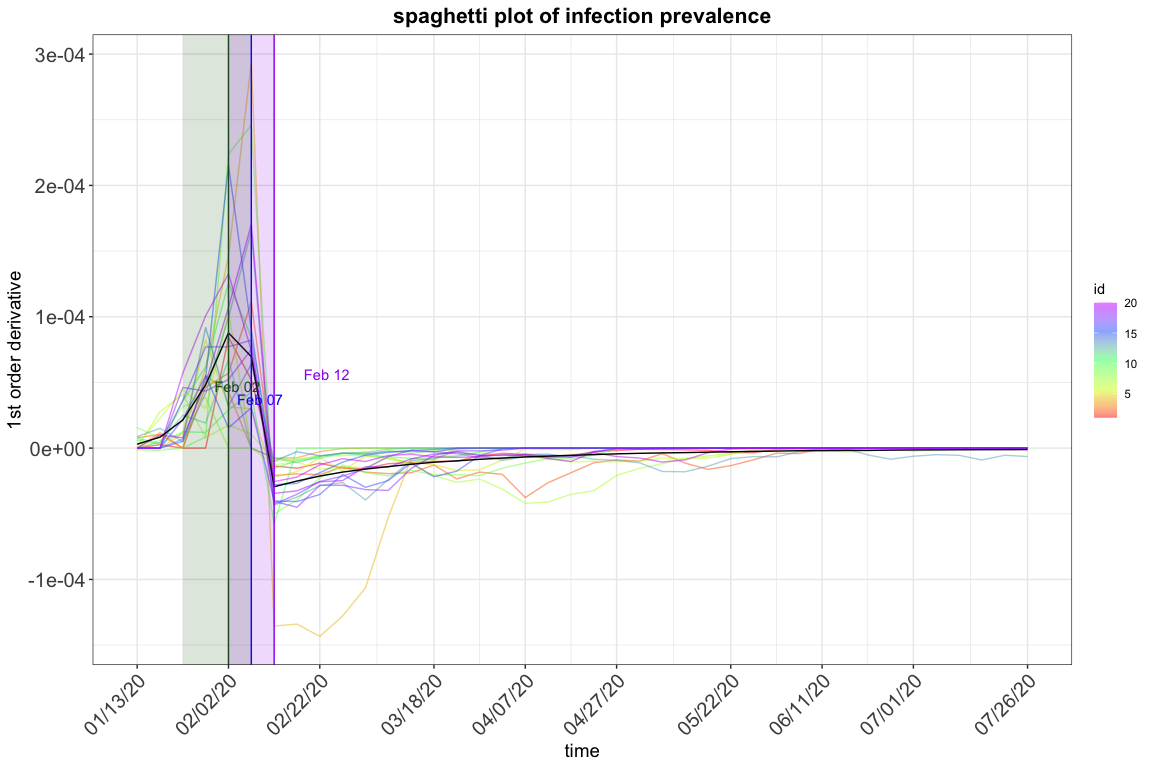 spaghetti plot of infection prevalence
3e-04
2e-04
1e-04
0e+00
-1e-04
1st order derivative
Feb 12
Feb 02
Feb 07
id
20
15
10
5
01/13/20
02/02/20
02/22/20
03/18/20
04/07/20
04/27/20
05/22/20
06/11/20
07/01/20
07/26/20
time